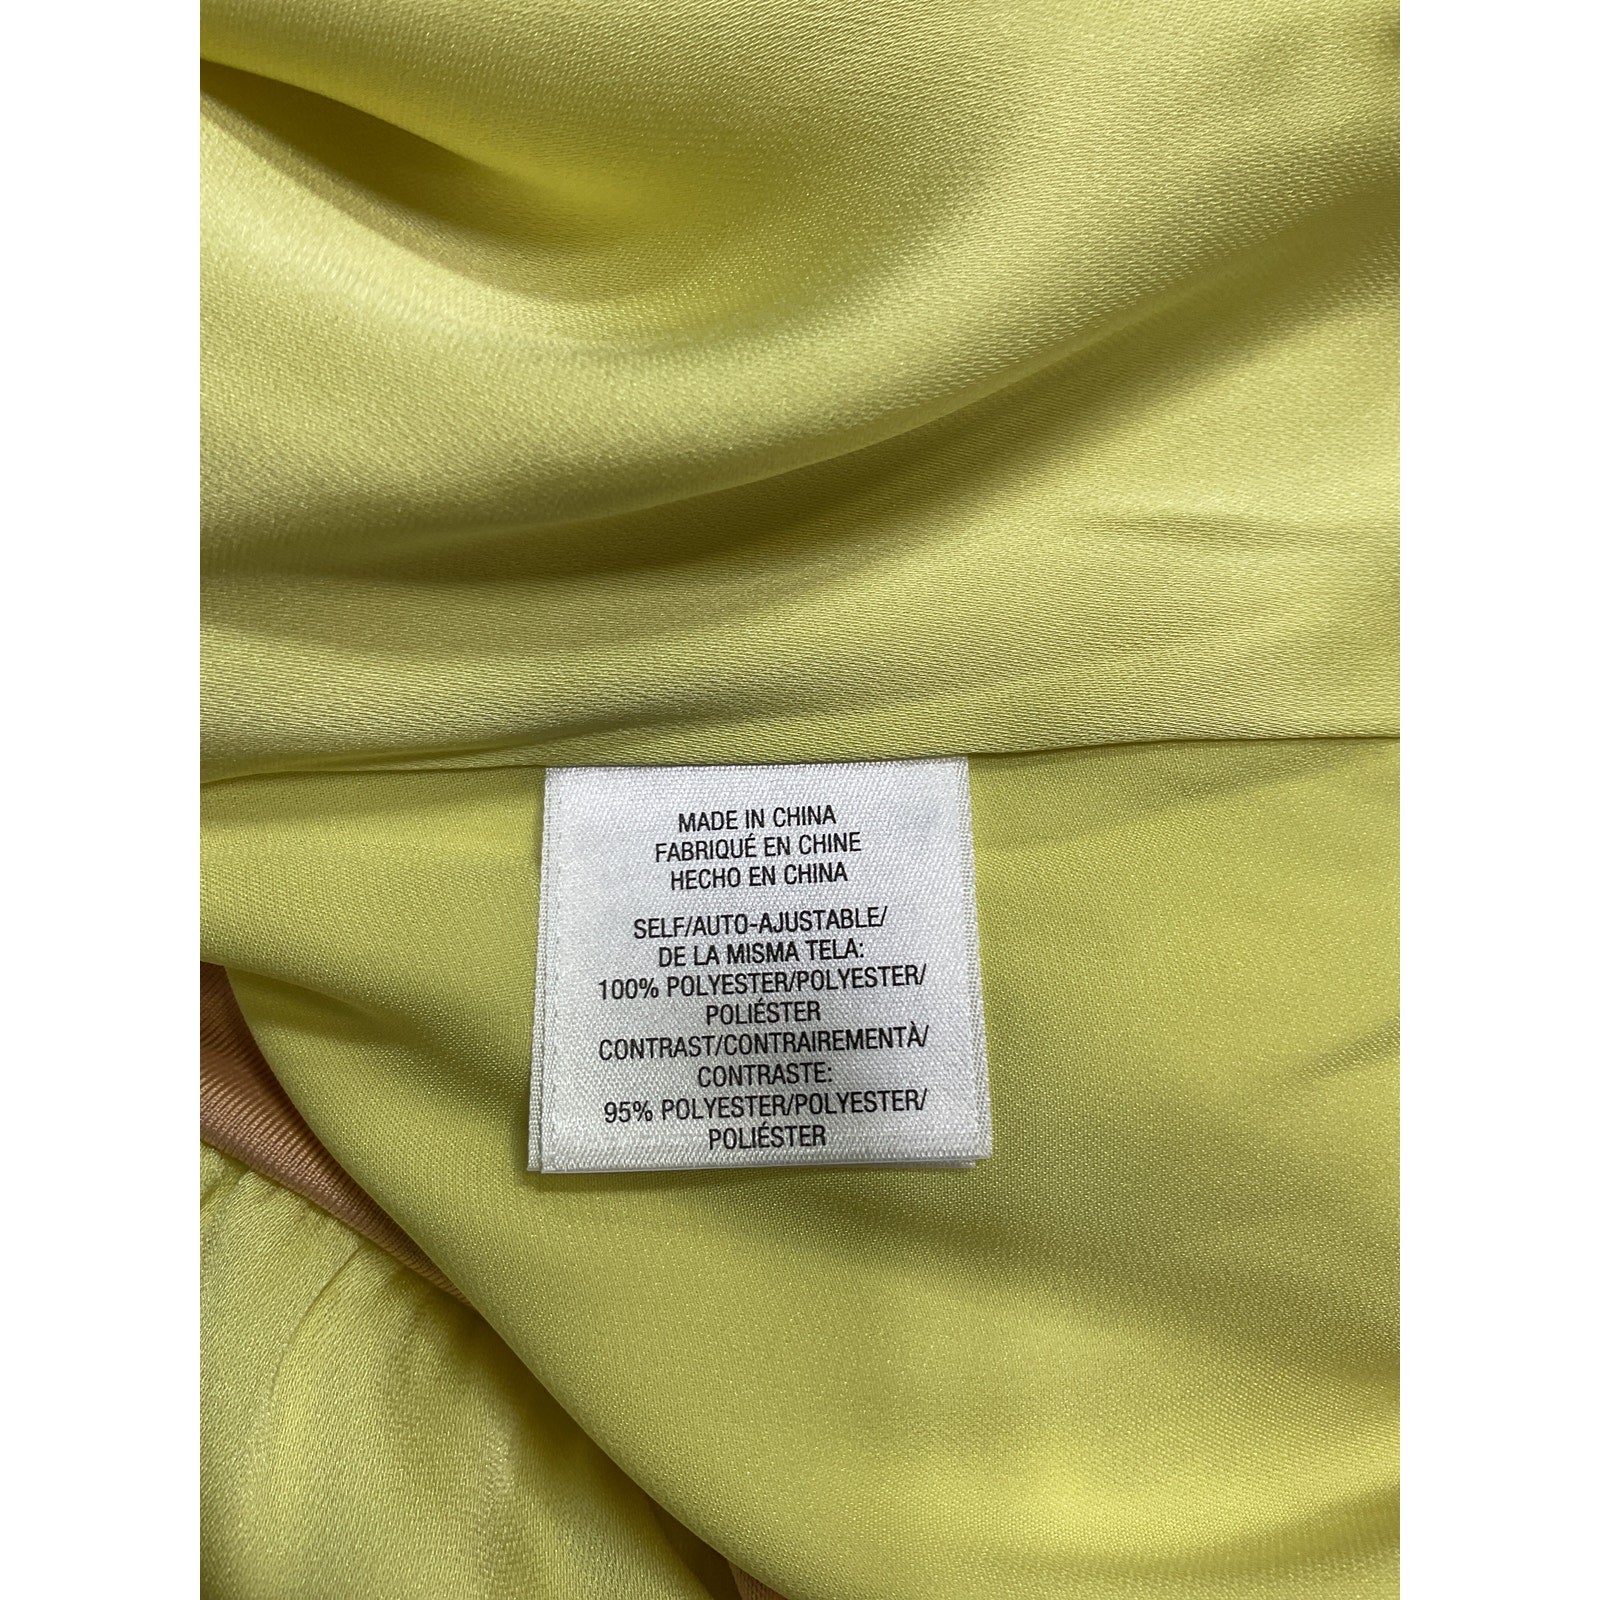 MADE IN CHINA
FABRIQUÉ EN CHINE
HECHO EN CHINA
SELF/AUTO-AJUSTABLE/
DE LA MISMA TELA:
100% POLYESTER/POLYESTER/
POLIÉSTER
CONTRAST/CONTRAIREMENTÀ/
CONTRASTE:
95% POLYESTER/POLYESTER/
POLIÉSTER